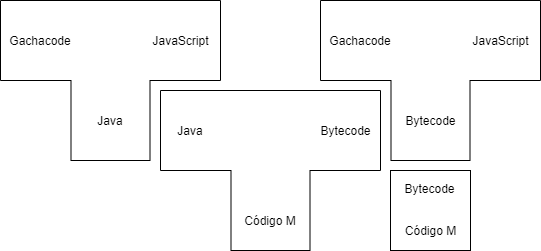 Gachacode JavaScript
Java
Java Bytecode
Código M
Gachacode JavaScript
Bytecode
Bytecode
Código M